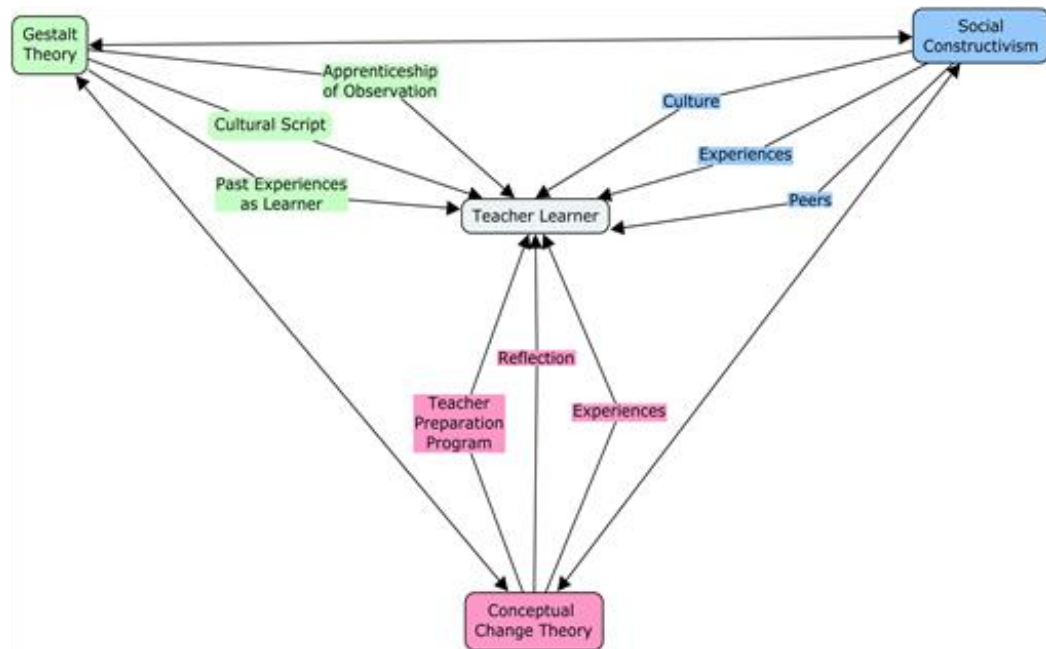 Gestalt
Theory
Social
Constructivism
Apprenticeship
of Observation
Culture
Cultural Script
Experiences
Past Experiences
as Learner
Peers
Teacher Learner
Reflection
Teacher
Preparation
Program
Experiences
Conceptual
Change Theory